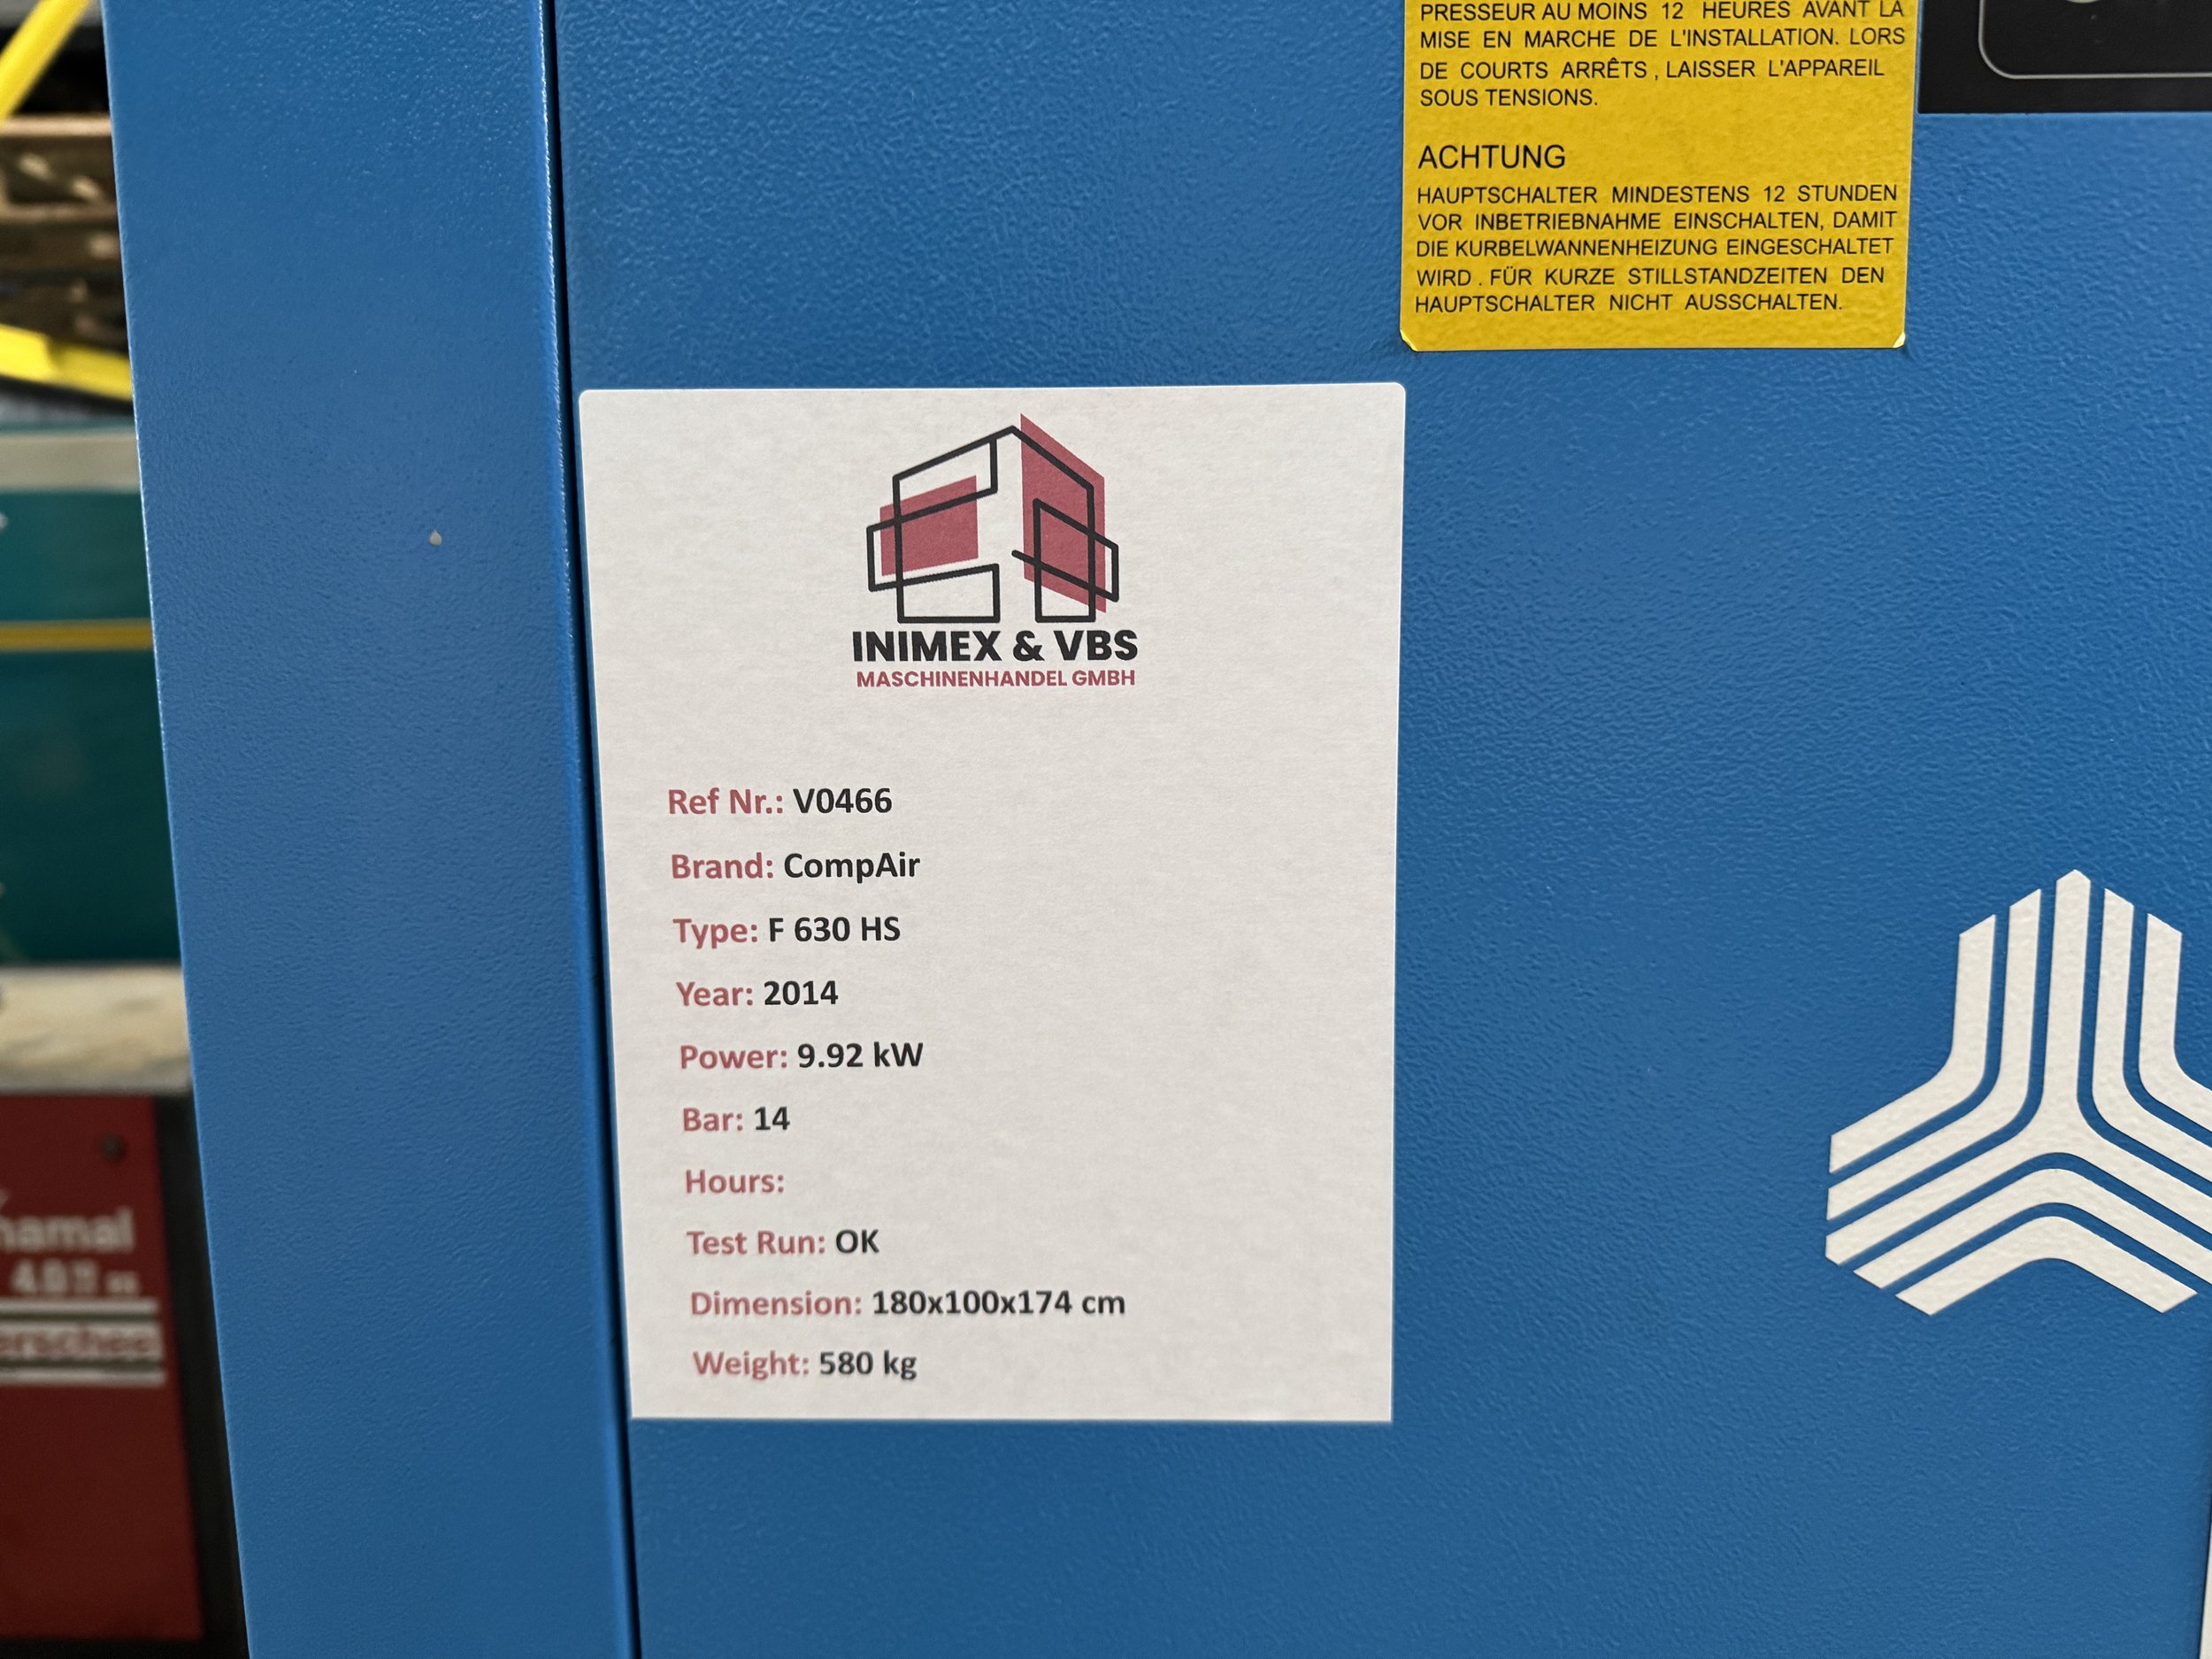 PRESSEUR AU MOINS 12 HEURES AVANT LA
MISE EN MARCHE DE L'INSTALLATION. LORS
DE COURTS ARRÊTS , LAISSER L'APPAREIL
SOUS TENSIONS.
ACHTUNG
HAUPTSCHALTER MINDESTENS 12 STUNDEN
VOR INBETRIEBNAHME EINSCHALTEN, DAMIT
DIE KURBELWANNENHEIZUNG EINGESCHALTET
WIRD . FÜR KURZE STILLSTANDZEITEN DEN
HAUPTSCHALTER NICHT AUSSCHALTEN.
INIMEX & VBS
MASCHINENHANDEL GMBH
Ref Nr.: V0466
Brand: CompAir
Type: F 630 HS
Year: 2014
Power: 9.92 kW
Bar: 14
Hours:
Test Run: OK
Dimension: 180x100x174 cm
Weight: 580 kg